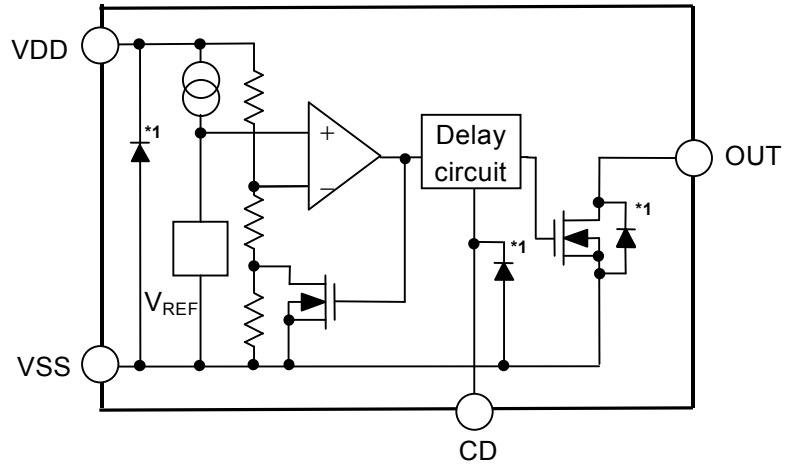 VDD
*1
+
−
Delay
circuit
OUT
*1
*1
VREF
VSS
CD